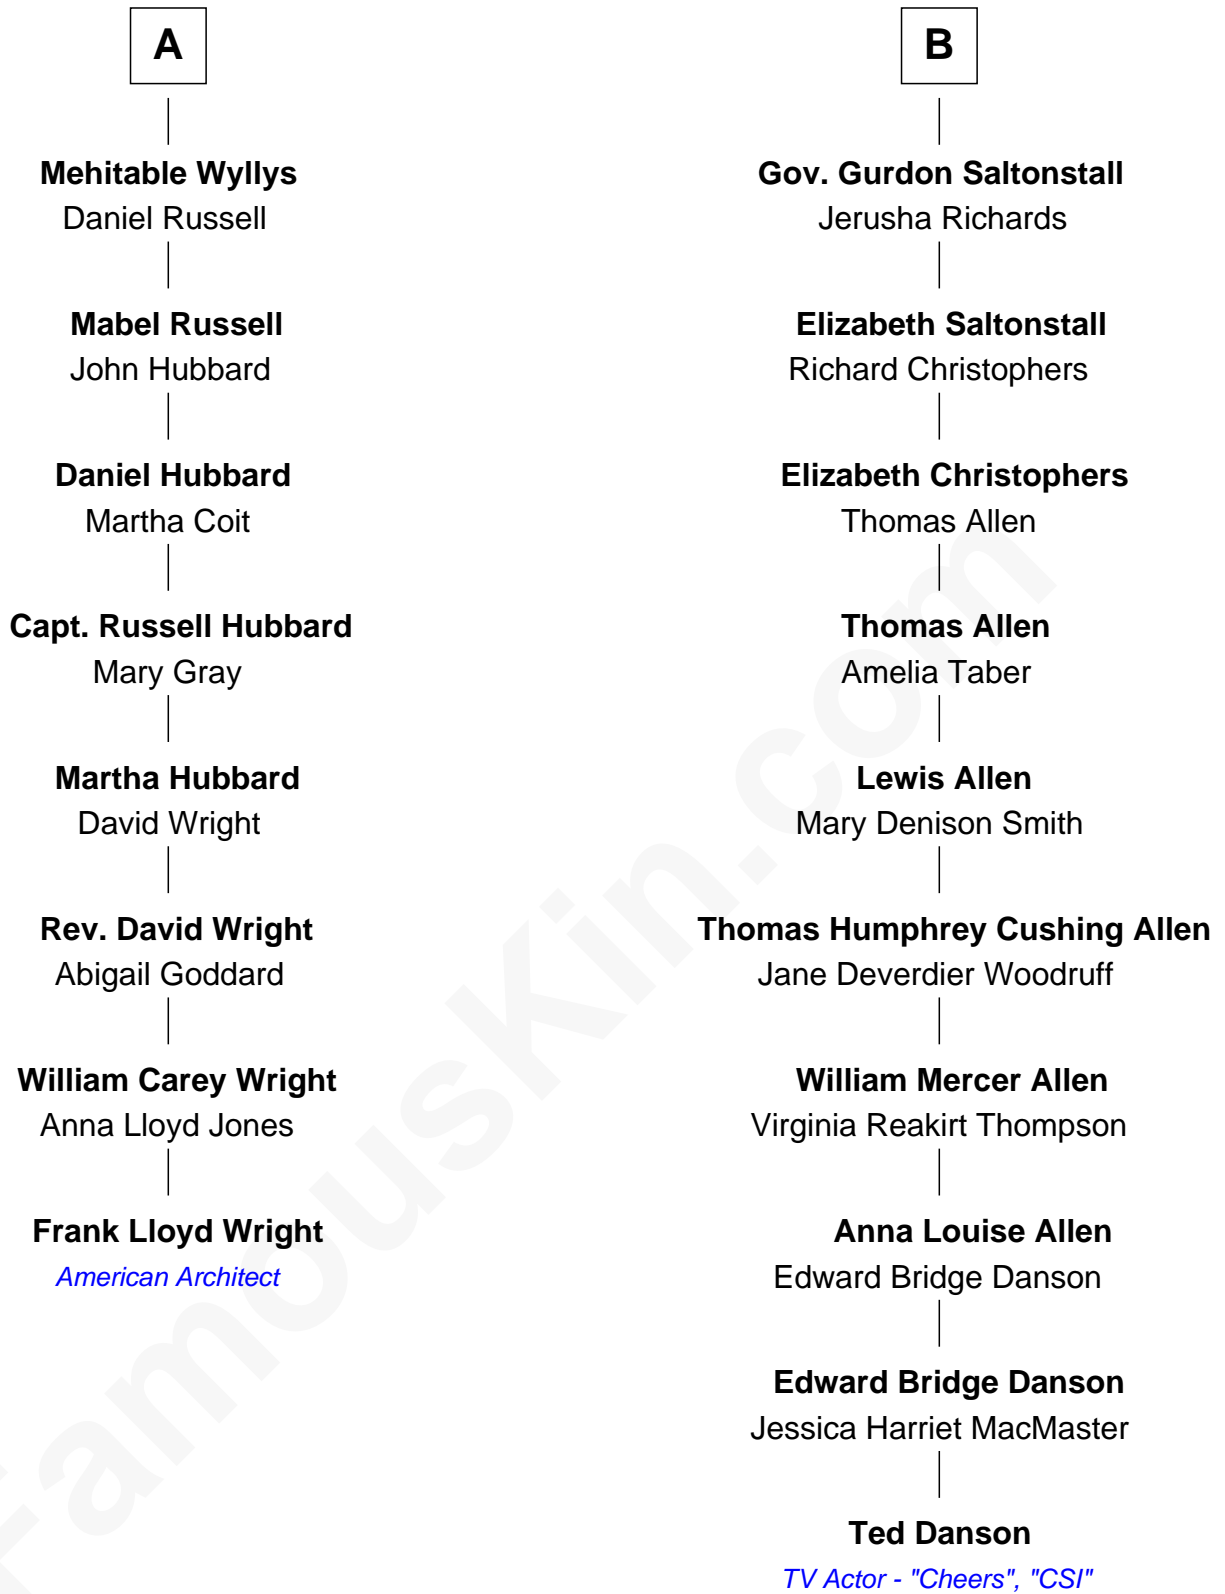 A
Mehitable Wyllys
Daniel Russell
Mabel Russell
John Hubbard
Daniel Hubbard
Martha Coit
Capt. Russell Hubbard
Mary Gray
Martha Hubbard
David Wright
Rev. David Wright
Abigail Goddard
William Carey Wright
Anna Lloyd Jones
Frank Lloyd Wright
American Architect
B
Gov. Gurdon Saltonstall
Jerusha Richards
Elizabeth Saltonstall
Richard Christophers
Elizabeth Christophers
Thomas Allen
Thomas Allen
Amelia Taber
Lewis Allen
Mary Denison Smith
Thomas Humphrey Cushing Allen
Jane Deverdier Woodruff
William Mercer Allen
Virginia Reakirt Thompson
Anna Louise Allen
Edward Bridge Danson
Edward Bridge Danson
Jessica Harriet MacMaster
Ted Danson
TV Actor - "Cheers", "CSI"
FamousKin.com